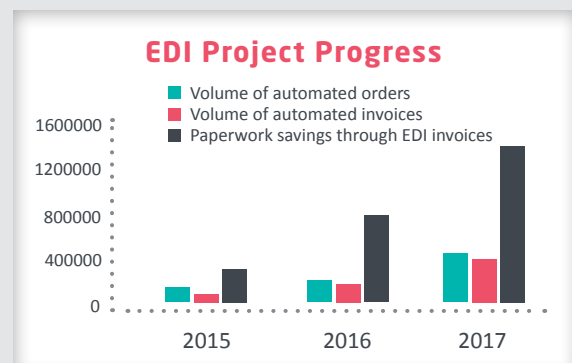 EDI Project Progress
Volume of automated orders
Volume of automated invoices
Paperwork savings through EDI invoices
1600000
1200000
800000
400000
0
2015 2016 2017